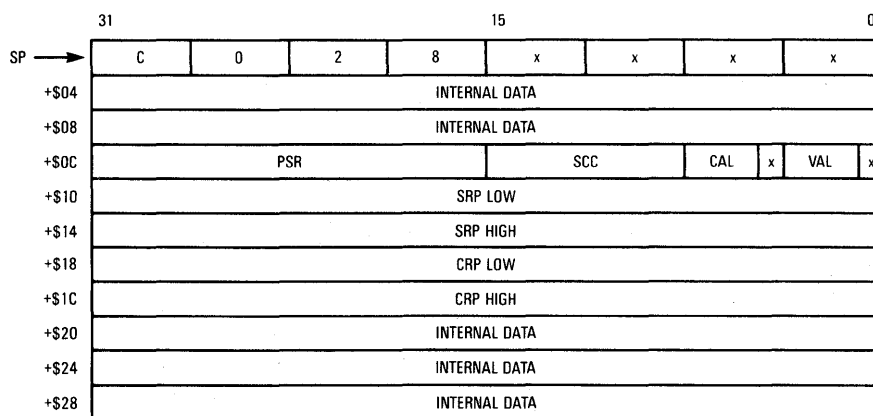 31 15 0
SP C 0 2 8 x x x x
+$04 INTERNAL DATA
+$08 INTERNAL DATA
+$0C PSR SCC CAL x VAL x
+$10 SRP LOW
+$14 SRP HIGH
+$18 CRP LOW
+$1C CRP HIGH
+$20 INTERNAL DATA
+$24 INTERNAL DATA
+$28 INTERNAL DATA